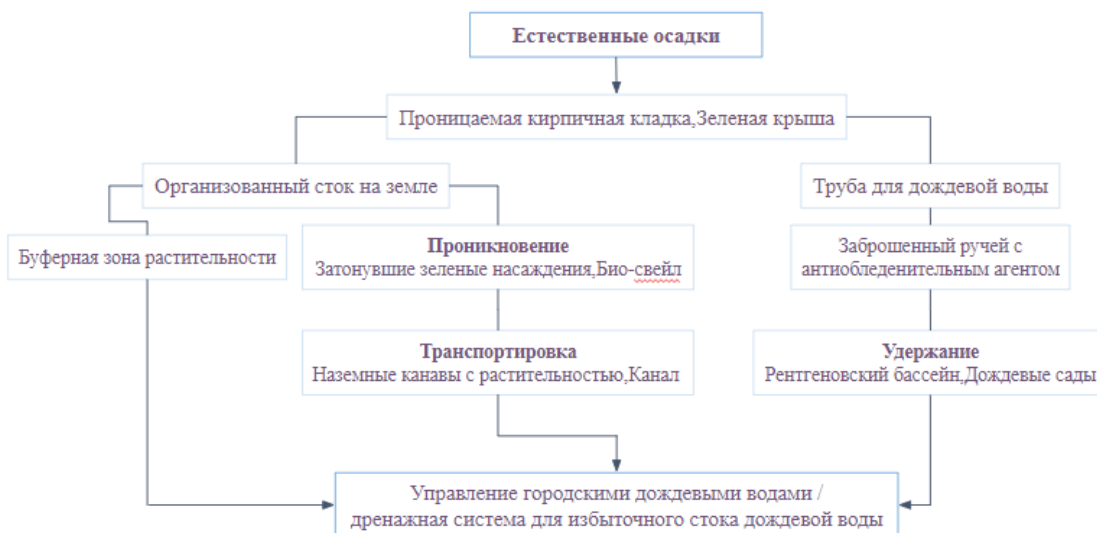 Естественные осадки
Проницаемая кирпичная кладка,Зеленая крыша
Организованный сток на земле
Труба для дождевой воды
Буферная зона растительности
Проникновение
Затонувшие зеленые насаждения,Био-свейл
Заброшенный ручей с
антиобледенительным агентом
Транспортировка
Наземные канавы с растительностью,Канал
Удержание
Рентгеновский бассейн,Дождевые сады
Управление городскими дождевыми водами /
дренажная система для избыточного стока дождевой воды